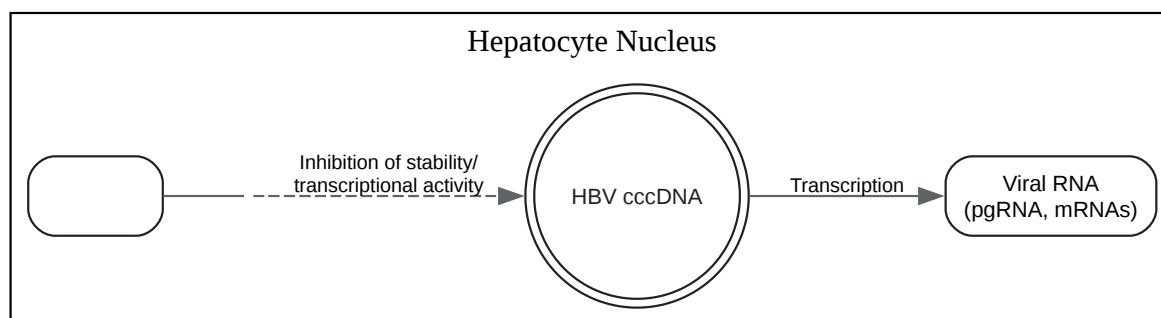 Hepatocyte Nucleus
Inhibition of stability/
transcriptional activity
HBV cccDNA
Transcription
Viral RNA
(pgRNA, mRNAs)